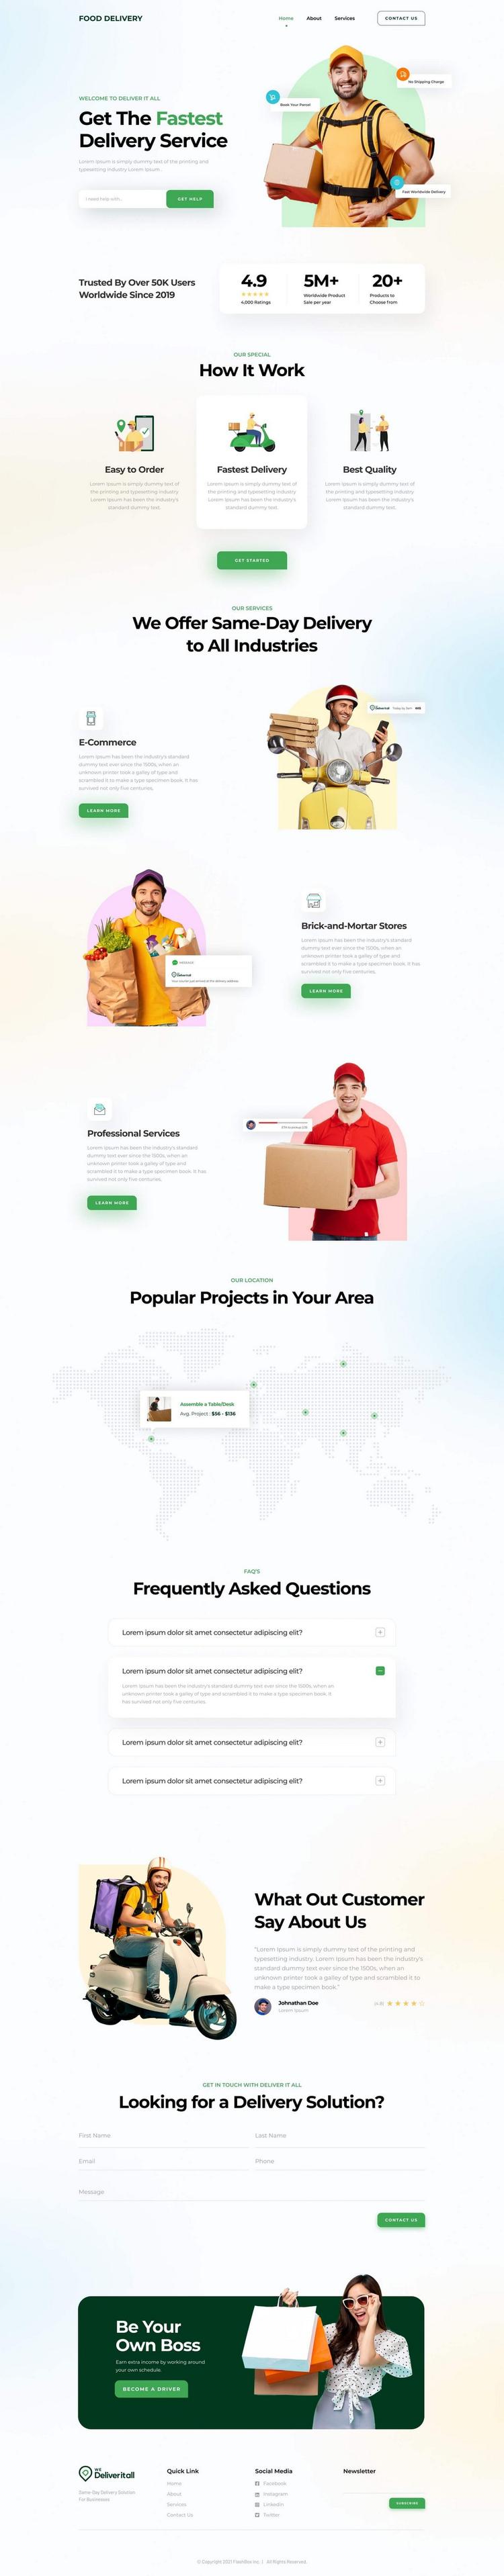 FOOD DELIVERY
Home About Services CONTACT US
WELCOME TO DELIVER IT ALL
Get The Fastest
Delivery Service
Lorem Ipsum is simply dummy text of the printing and
typesetting industry Lorem Ipsum.
I need help with...
GET HELP
Book Your Parcel
No Shipping Charge
Fast Worldwide Delivery
Trusted By Over 50K Users
Worldwide Since 2019
4.9
4,000 Ratings
5M+
Worldwide Product
Sale per year
20+
Products to
Choose from
OUR SPECIAL
How It Work
Easy to Order
Lorem Ipsum is simply dummy text of
the printing and typesetting industry.
Lorem Ipsum has been the industry's
standard dummy text.
Fastest Delivery
Lorem Ipsum is simply dummy text of
the printing and typesetting industry.
Lorem Ipsum has been the industry's
standard dummy text.
Best Quality
Lorem Ipsum is simply dummy text of
the printing and typesetting industry.
Lorem Ipsum has been the industry's
standard dummy text.
GET STARTED
OUR SERVICES
We Offer Same-Day Delivery
to All Industries
E-Commerce
Lorem Ipsum has been the industry's standard
dummy text ever since the 1500s, when an
unknown printer took a galley of type and
scrambled it to make a type specimen book. It has
survived not only five centuries.
LEARN MORE
Brick-and-Mortar Stores
Lorem Ipsum has been the industry's standard
dummy text ever since the 1500s, when an
unknown printer took a galley of type and
scrambled it to make a type specimen book. It has
survived not only five centuries.
LEARN MORE
MESSAGE
Deliveritall
Professional Services
Lorem Ipsum has been the industry's standard
dummy text ever since the 1500s, when an
unknown printer took a galley of type and
scrambled it to make a type specimen book. It has
survived not only five centuries.
LEARN MORE
OUR LOCATION
Popular Projects in Your Area
Assemble a Table/Desk
Avg. Project : $56 - $136
FAQ'S
Frequently Asked Questions
Lorem ipsum dolor sit amet consectetur adipiscing elit?
Lorem ipsum dolor sit amet consectetur adipiscing elit?
Lorem Ipsum has been the industry's standard dummy text ever since the 1500s, when an
unknown printer took a galley of type and scrambled it to make a type specimen book. It
has survived not only five centuries.
Lorem ipsum dolor sit amet consectetur adipiscing elit?
Lorem ipsum dolor sit amet consectetur adipiscing elit?
What Out Customer
Say About Us
"Lorem Ipsum is simply dummy text of the printing and
typesetting industry. Lorem Ipsum has been the industry's
standard dummy text ever since the 1500s, when an
unknown printer took a galley of type and scrambled it to
make a type specimen book."
Johnathan Doe
Lorem Ipsum
GET IN TOUCH WITH DELIVER IT ALL
Looking for a Delivery Solution?
First Name
Last Name
Email
Phone
Message
CONTACT US
Be Your
Own Boss
Earn extra income by working around
your own schedule.
BECOME A DRIVER
WE
Deliveritall
Same-Day Delivery Solution
For Businesses
Quick Link
Home
About
Services
Contact Us
Social Media
Facebook
Instagram
LinkedIn
Twitter
Newsletter
SUBSCRIBE